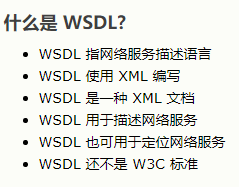 什么是 WSDL?
WSDL 指网络服务描述语言
WSDL 使用 XML 编写
WSDL 是一种 XML 文档
WSDL 用于描述网络服务
WSDL 也可用于定位网络服务
WSDL 还不是 W3C 标准